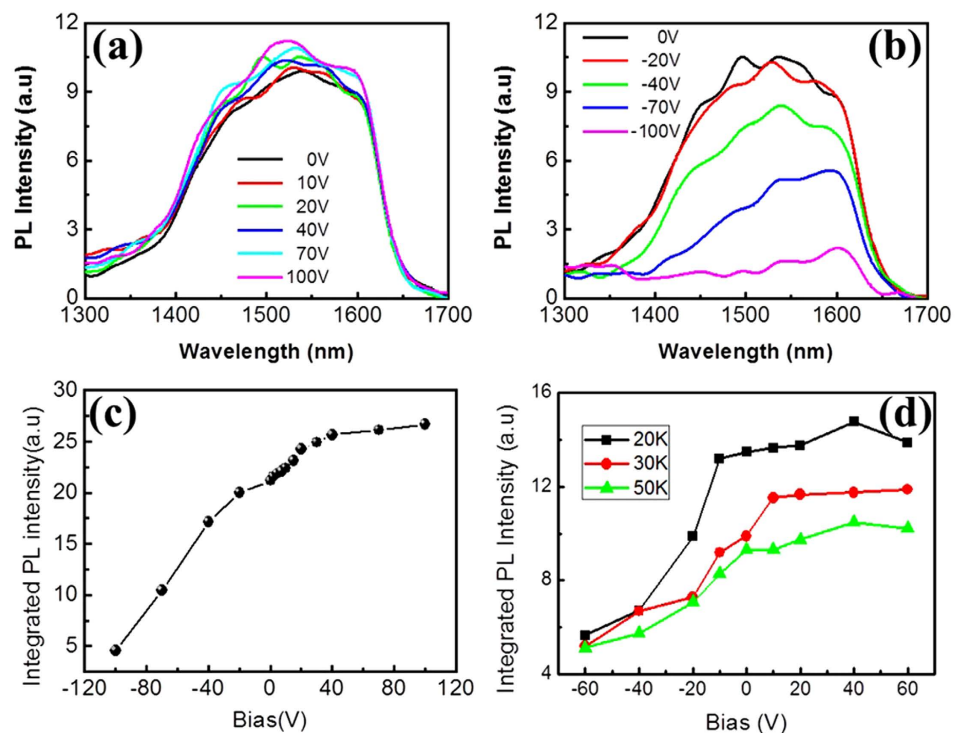 (a)
PL Intensity (a.u)
12
9
6
3
0
0V
10V
20V
40V
70V
100V
1300 1400 1500 1600 1700
Wavelength (nm)
(b)
PL Intensity (a.u)
12
9
6
3
0
0V
-20V
-40V
-70V
-100V
1300 1400 1500 1600 1700
Wavelength (nm)
(c)
Integrated PL intensity(a.u)
30
25
20
15
10
5
-120 -80 -40 0 40 80 120
Bias(V)
(d)
Integrated PL Intensity (a.u)
16
12
8
4
20K
30K
50K
-60 -40 -20 0 20 40 60
Bias (V)